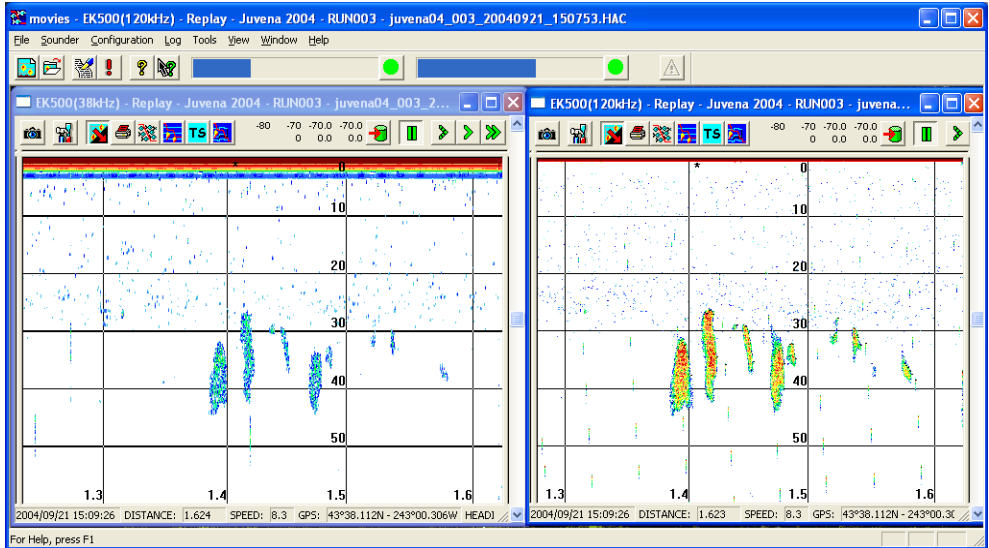 movies - EK500(120kHz) - Replay - Juvena 2004 - RUN003 - juvena04_003_20040921_150753.HAC
File Sounder Configuration Log Tools View Window Help
EK500(38kHz) - Replay - Juvena 2004 - RUN003 - juvena04_003_2...
TS -80 -70 -70.0 -70.0
0 0.0 0.0
0
10
20
30
40
50
1.3 1.4 1.5 1.6
2004/09/21 15:09:26 DISTANCE: 1.624 SPEED: 8.3 GPS: 43°38.112N - 243°00.306W HEADI
EK500(120kHz) - Replay - Juvena 2004 - RUN003 - juvena...
TS -80 -70 -70.0 -70.0
0 0.0 0.0
0
10
20
30
40
50
1.3 1.4 1.5 1.6
2004/09/21 15:09:26 DISTANCE: 1.623 SPEED: 8.3 GPS: 43°38.112N - 243°00.30
For Help, press F1